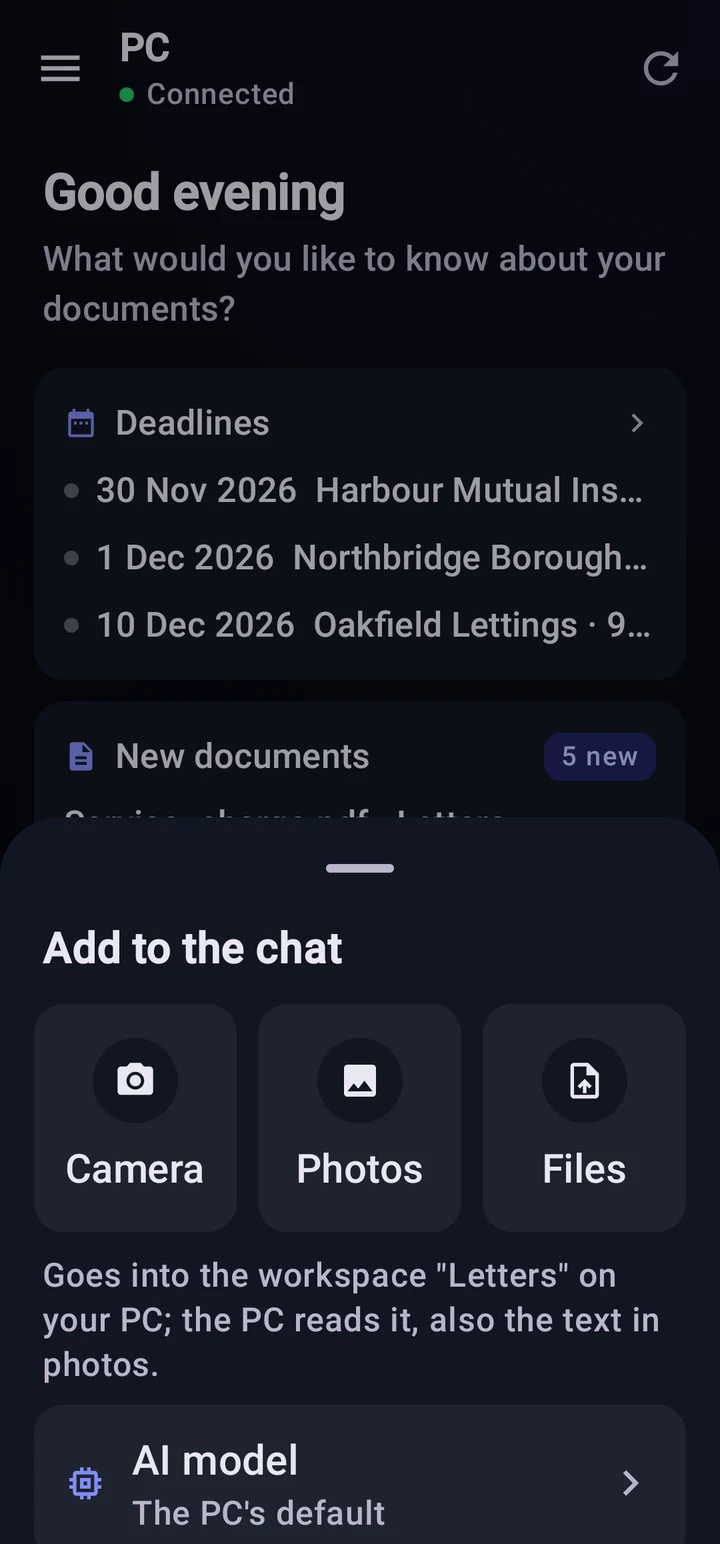 PC
Connected
Good evening
What would you like to know about your
documents?
Deadlines
30 Nov 2026 Harbour Mutual Ins…
1 Dec 2026 Northbridge Borough…
10 Dec 2026 Oakfield Lettings · 9…
New documents
5 new
Add to the chat
Camera
Photos
Files
Goes into the workspace "Letters" on
your PC; the PC reads it, also the text in
photos.
AI model
The PC's default